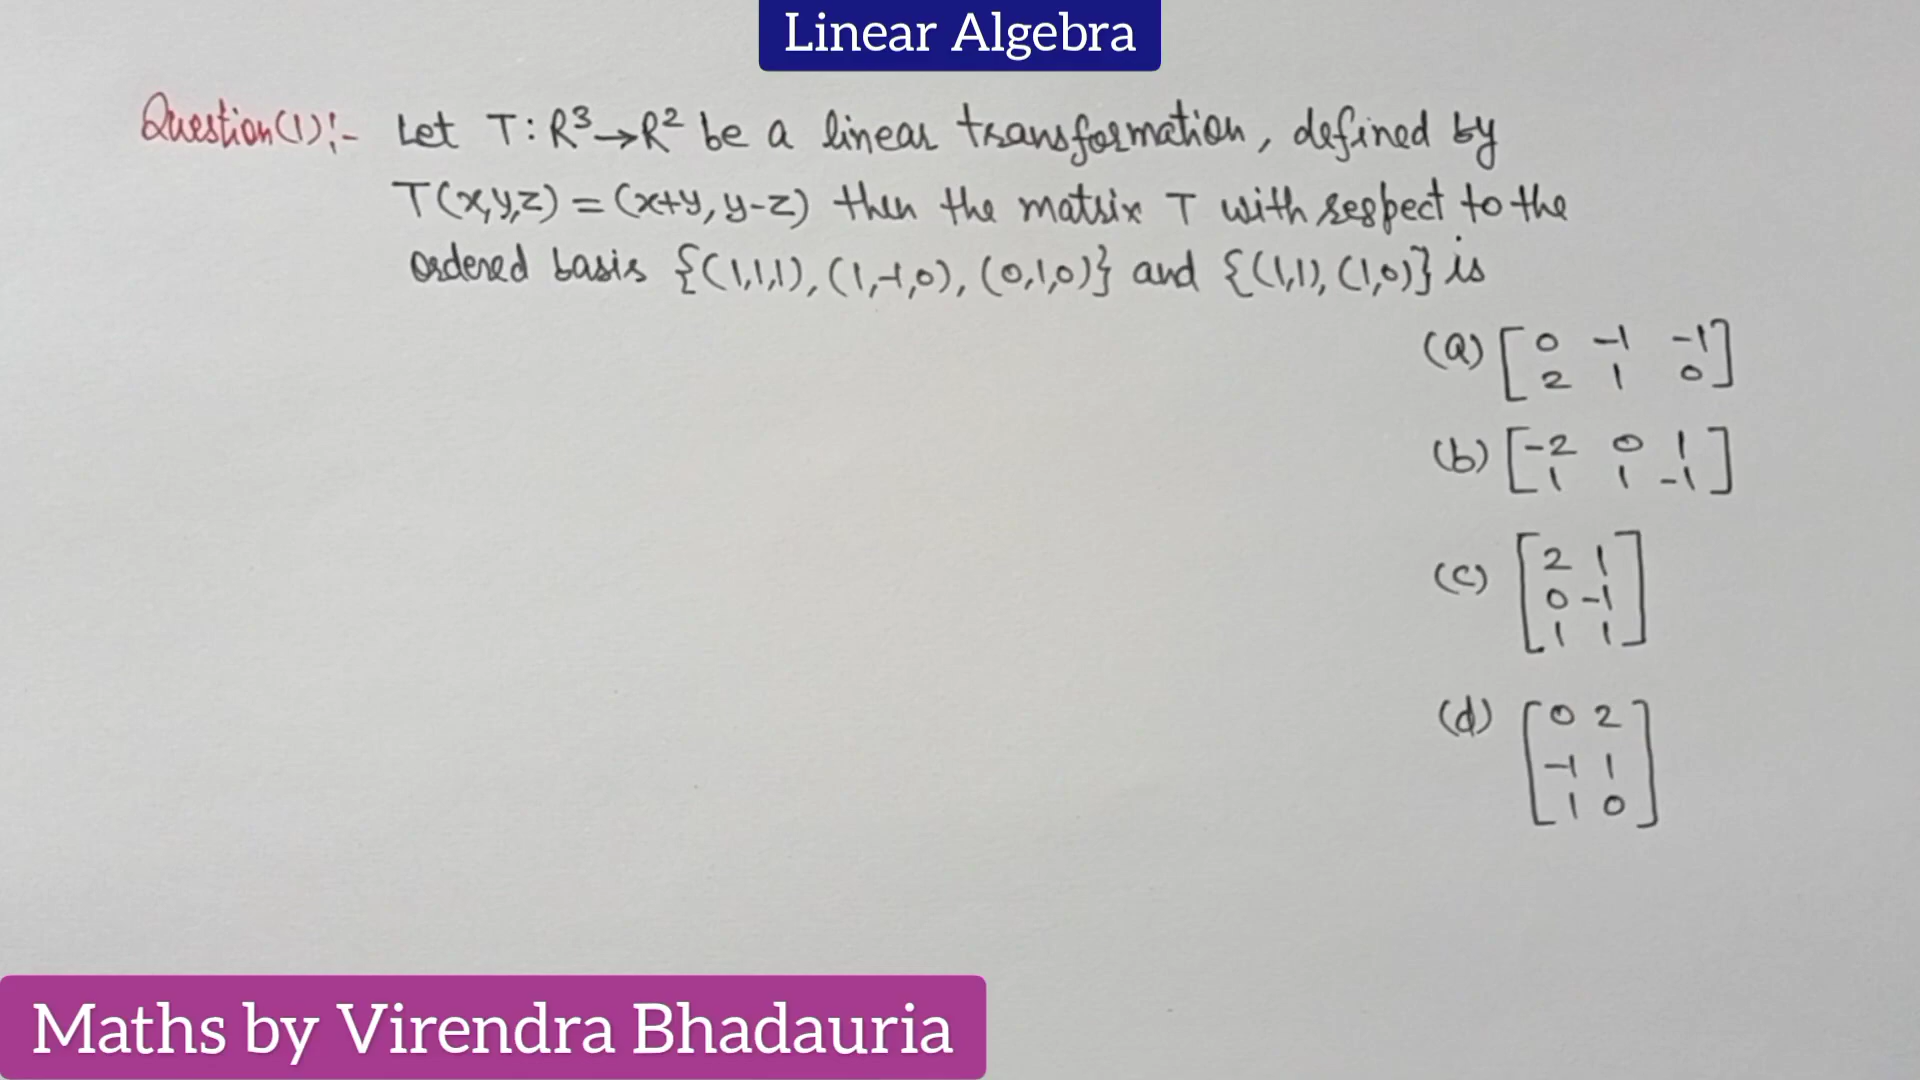 Linear Algebra
Question(1):- Let T: R³→R² be a linear transformation, defined by
T(x,y,z) = (x+y, y-z) then the matrix T with respect to the
ordered basis {(1,1,1), (1,-1,0), (0,1,0)} and {(1,1), (1,0)} is
(a) [0 -1 -1
2 1 0]
(b) [-2 0 1
1 1 -1]
(c) [2 1
0 -1
1 1]
(d) [0 2
-1 1
1 0]
Maths by Virendra Bhadauria